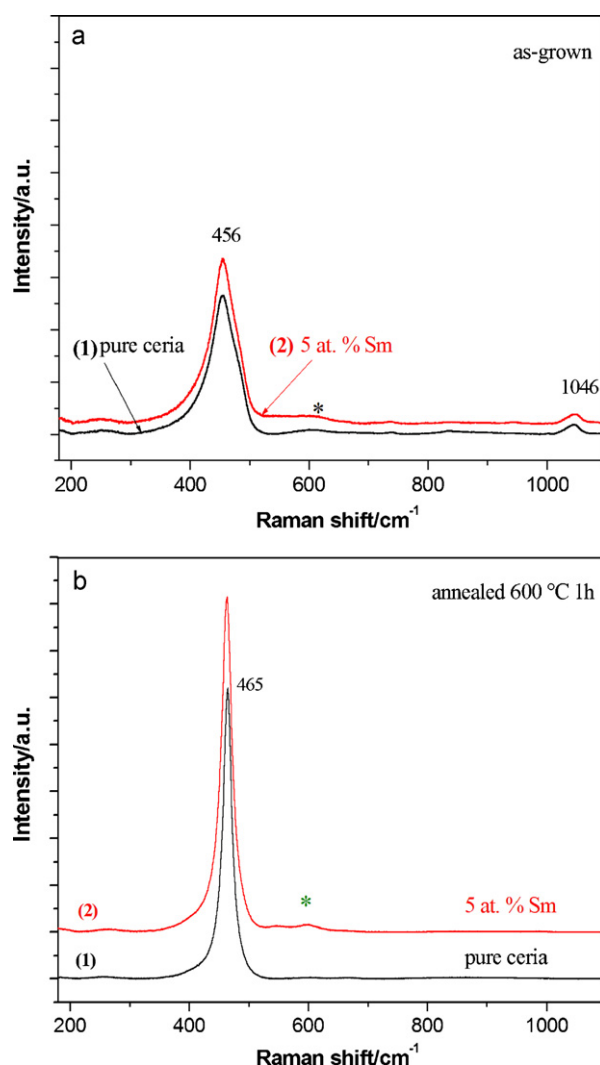 a
as-grown
456
(1) pure ceria
(2) 5 at. % Sm
*
1046
Intensity/a.u.
200 400 600 800 1000
Raman shift/cm⁻¹
b
annealed 600 °C 1h
465
Intensity/a.u.
(2)
*
5 at. % Sm
(1)
pure ceria
200 400 600 800 1000
Raman shift/cm⁻¹